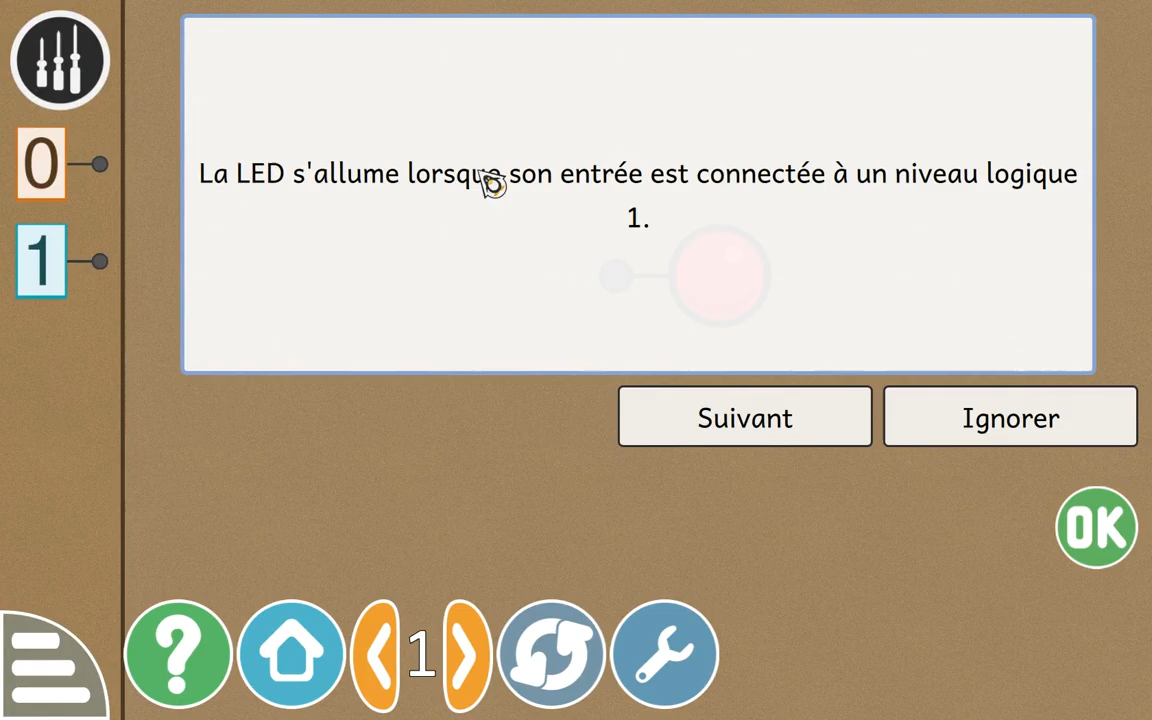 0
1
La LED s'allume lorsque son entrée est connectée à un niveau logique
1.
Suivant
Ignorer
OK
?
1